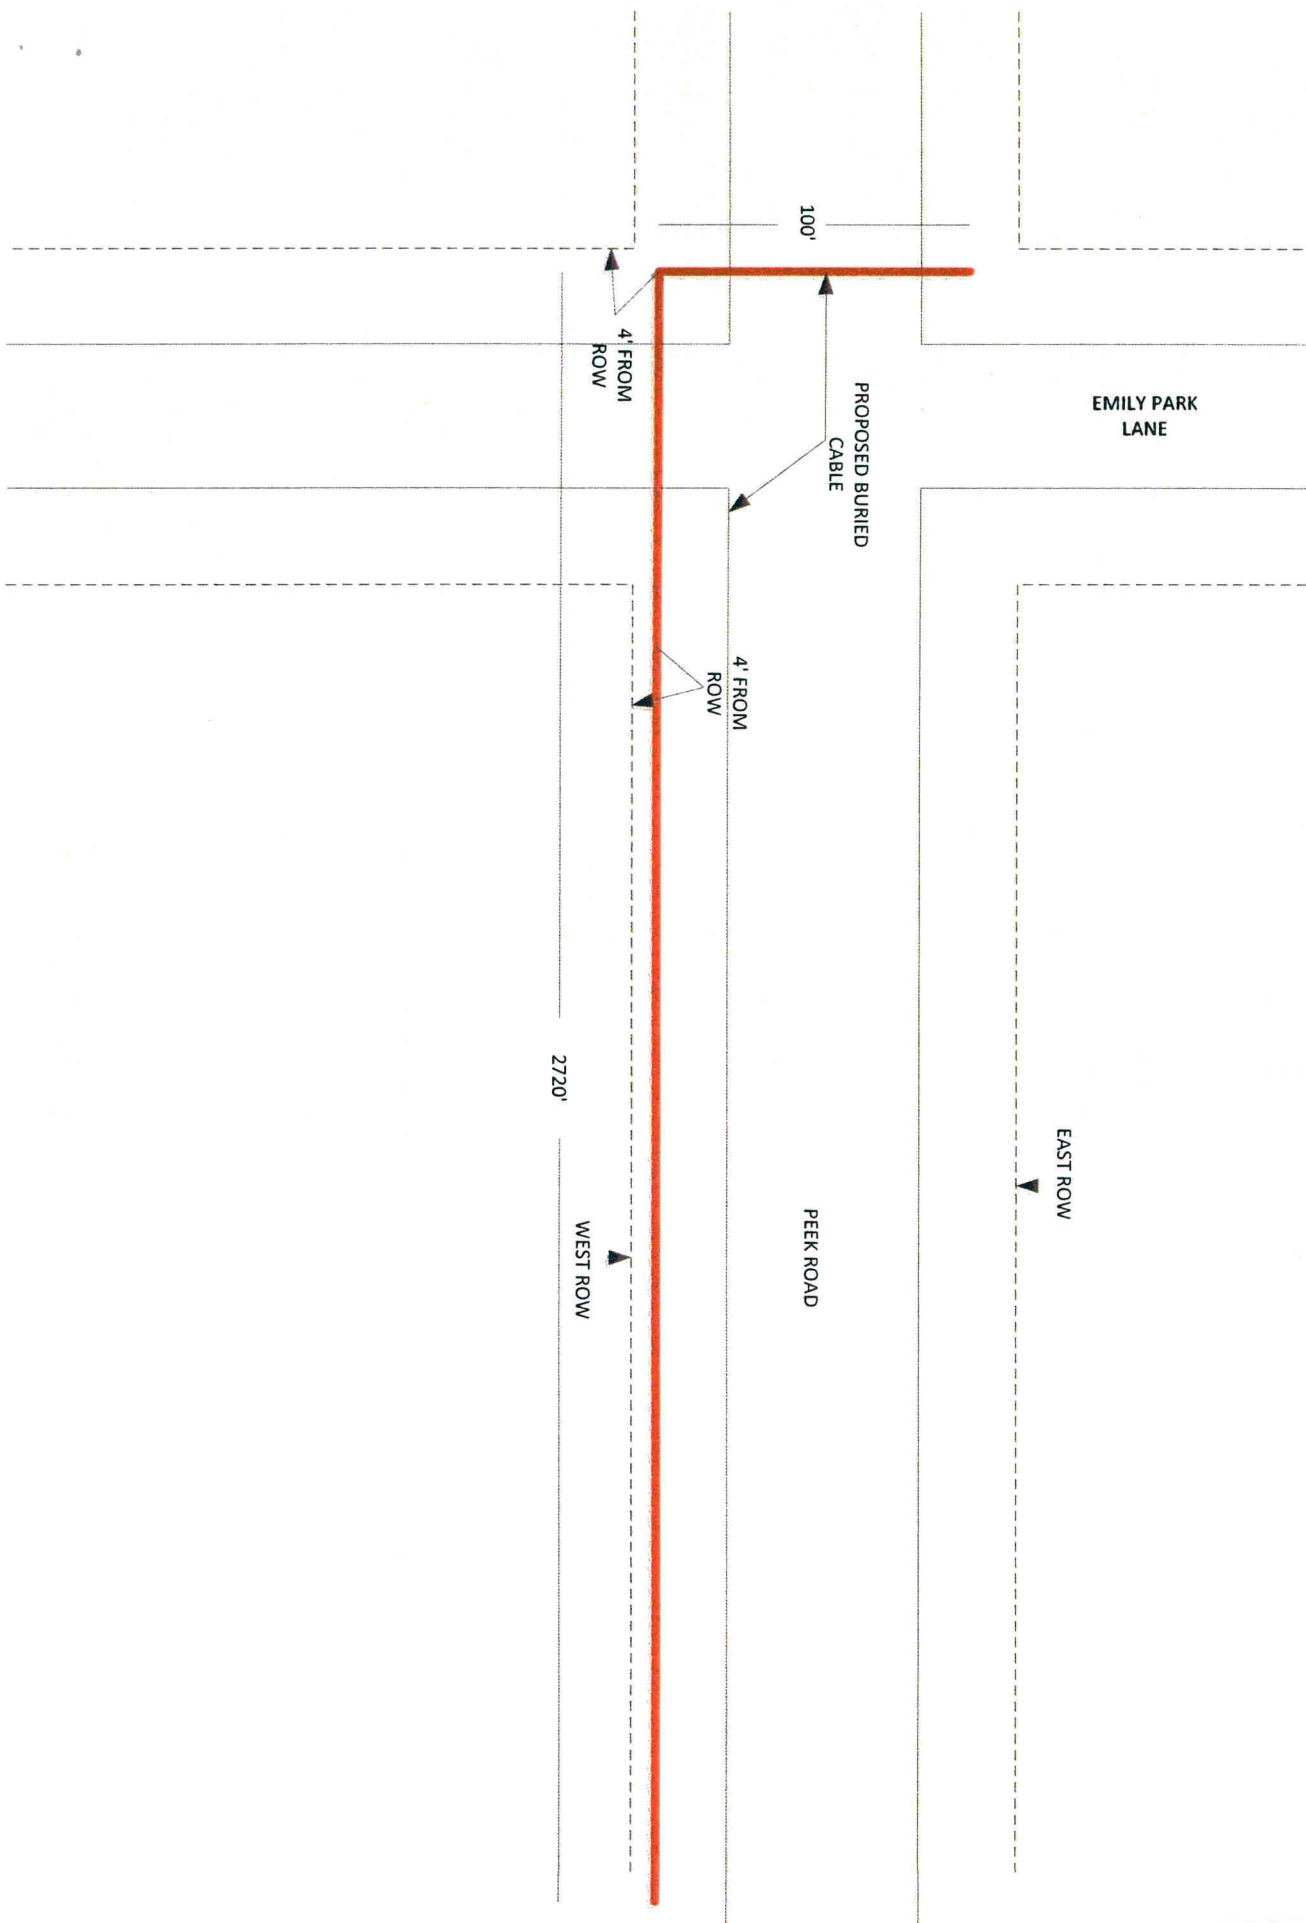 100'
4' FROM
ROW
PROPOSED BURIED
CABLE
EMILY PARK
LANE
4' FROM
ROW
2720'
WEST ROW
PEEK ROAD
EAST ROW